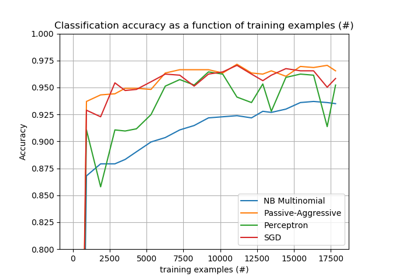 Classification accuracy as a function of training examples (#)
1.000
0.975
0.950
0.925
0.900
0.875
0.850
0.825
0.800
Accuracy
NB Multinomial
Passive-Aggressive
Perceptron
SGD
0 2500 5000 7500 10000 12500 15000 17500
training examples (#)